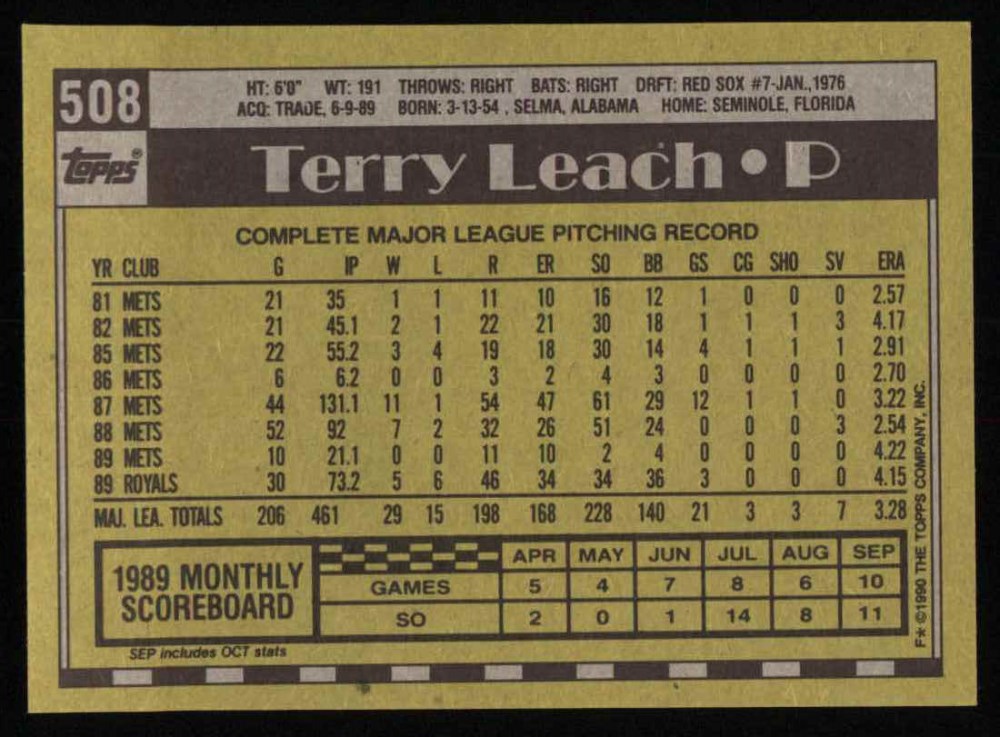 508
HT: 6'0" WT: 191 THROWS: RIGHT BATS: RIGHT DRFT: RED SOX #7-JAN.,1976
ACQ: TRADE, 6-9-89 BORN: 3-13-54 , SELMA, ALABAMA HOME: SEMINOLE, FLORIDA
Topps®
Terry Leach • P
COMPLETE MAJOR LEAGUE PITCHING RECORD
YR CLUB G IP W L R ER SO BB GS CG SHO SV ERA
81 METS 21 35 1 1 11 10 16 12 1 0 0 0 2.57
82 METS 21 45.1 2 1 22 21 30 18 1 1 1 3 4.17
85 METS 22 55.2 3 4 19 18 30 14 4 1 1 1 2.91
86 METS 6 6.2 0 0 3 2 4 3 0 0 0 0 2.70
87 METS 44 131.1 11 1 54 47 61 29 12 1 1 0 3.22
88 METS 52 92 7 2 32 26 51 24 0 0 0 3 2.54
89 METS 10 21.1 0 0 11 10 2 4 0 0 0 0 4.22
89 ROYALS 30 73.2 5 6 46 34 34 36 3 0 0 0 4.15
MAJ. LEA. TOTALS 206 461 29 15 198 168 228 140 21 3 3 7 3.28
1989 MONTHLY
SCOREBOARD
APR MAY JUN JUL AUG SEP
GAMES 5 4 7 8 6 10
SO 2 0 1 14 8 11
SEP includes OCT stats
F* ©1990 THE TOPPS COMPANY, INC.